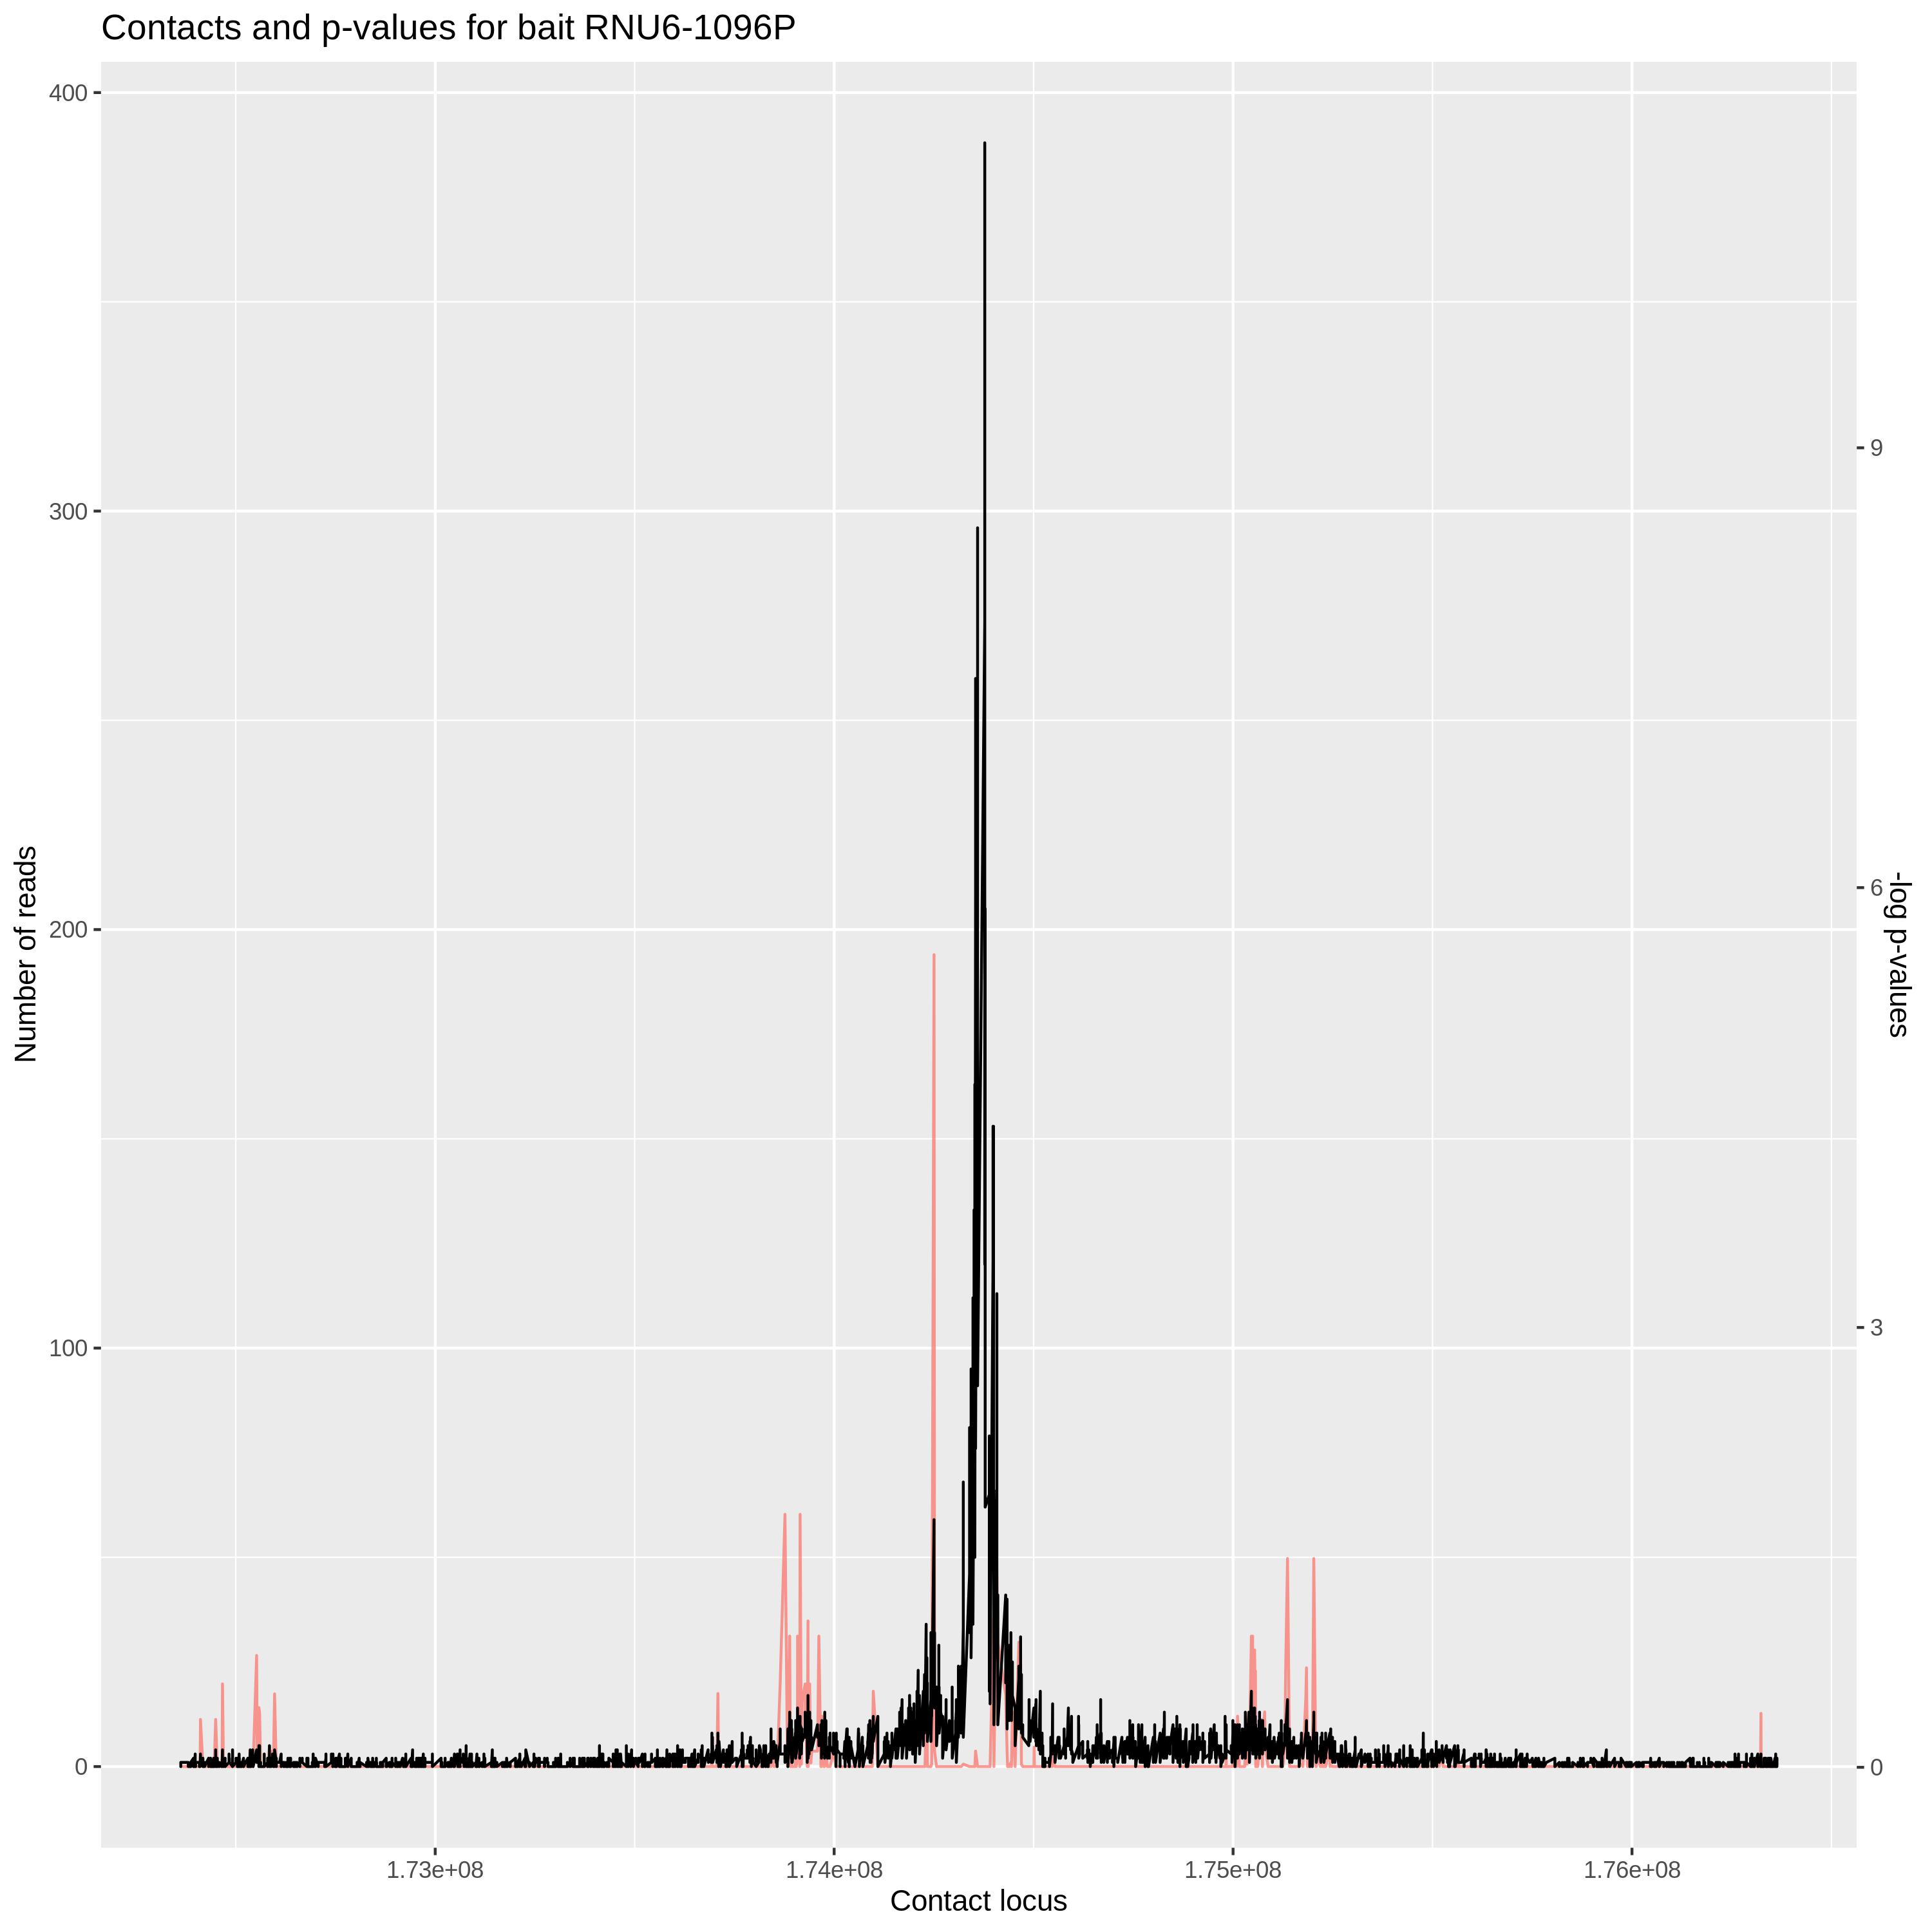 Contacts and p-values for bait RNU6-1096P
400
300
200
100
0
Number of reads
9
6
3
0
-log p-values
1.73e+08 1.74e+08 1.75e+08 1.76e+08
Contact locus